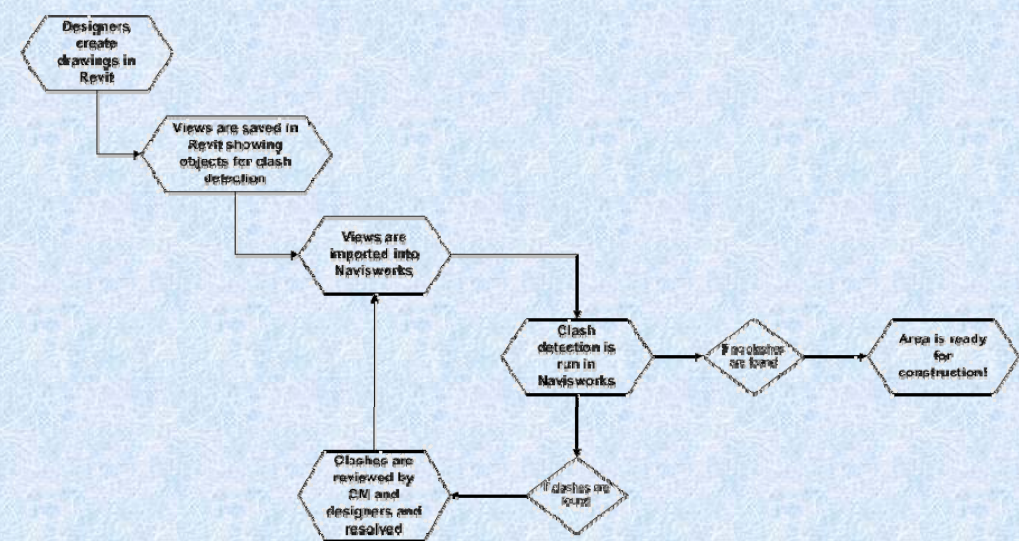 Designers
create
drawings in
Revit
Views are saved in
Revit showing
objects for clash
detection
Views are
imported into
Navisworks
Clash
detection is
run in
Navisworks
If no clashes
are found
Area is ready
for
construction!
Clashes are
reviewed by
CM and
designers and
resolved
If clashes are
found